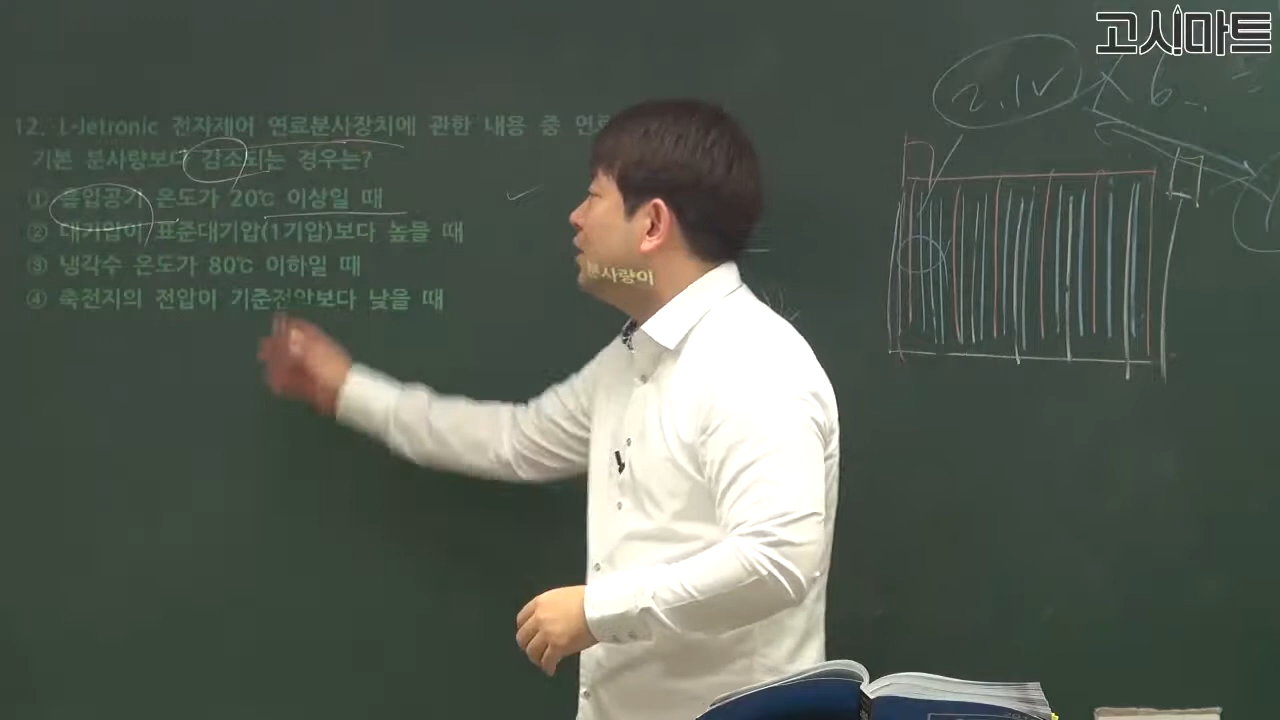 고시마트
12. L-Jetronic 전자제어 연료분사장치에 관한 내용 중 연료
분사량이
기본 분사량보다 감소되는 경우는?
① 흡입공기 온도가 20℃ 이상일 때
② 대기압이 표준대기압(1기압)보다 높을 때
③ 냉각수 온도가 80℃ 이하일 때
④ 축전지의 전압이 기준전압보다 낮을 때
2.1V
6